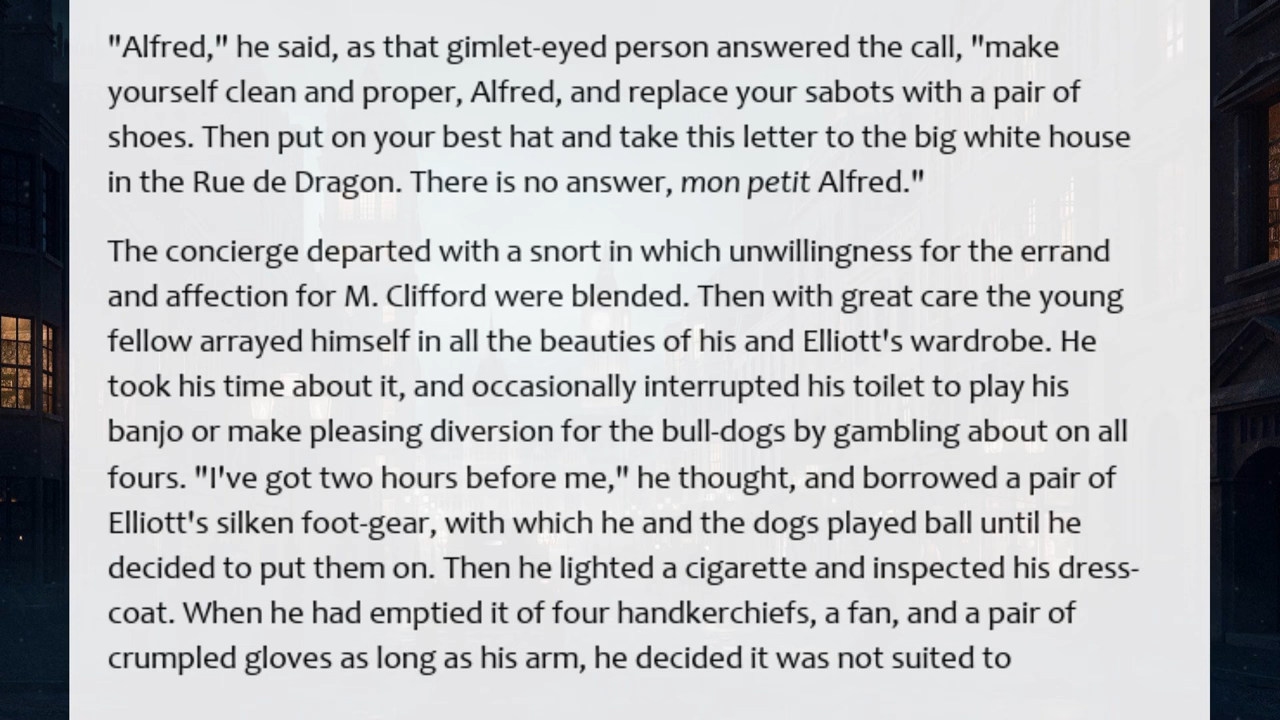 "Alfred," he said, as that gimlet-eyed person answered the call, "make
yourself clean and proper, Alfred, and replace your sabots with a pair of
shoes. Then put on your best hat and take this letter to the big white house
in the Rue de Dragon. There is no answer, mon petit Alfred."
The concierge departed with a snort in which unwillingness for the errand
and affection for M. Clifford were blended. Then with great care the young
fellow arrayed himself in all the beauties of his and Elliott's wardrobe. He
took his time about it, and occasionally interrupted his toilet to play his
banjo or make pleasing diversion for the bull-dogs by gambling about on all
fours. "I've got two hours before me," he thought, and borrowed a pair of
Elliott's silken foot-gear, with which he and the dogs played ball until he
decided to put them on. Then he lighted a cigarette and inspected his dress-
coat. When he had emptied it of four handkerchiefs, a fan, and a pair of
crumpled gloves as long as his arm, he decided it was not suited to